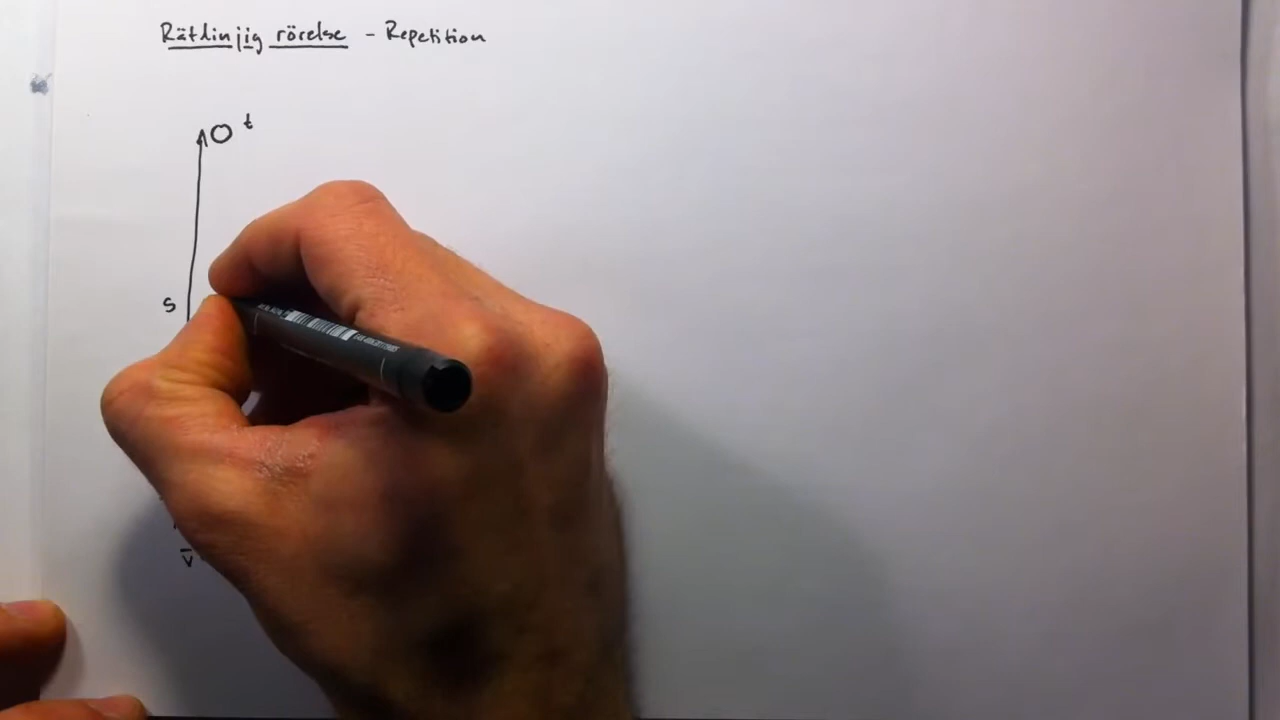 Rätlinjig rörelse - Repetition
t
s
v̄